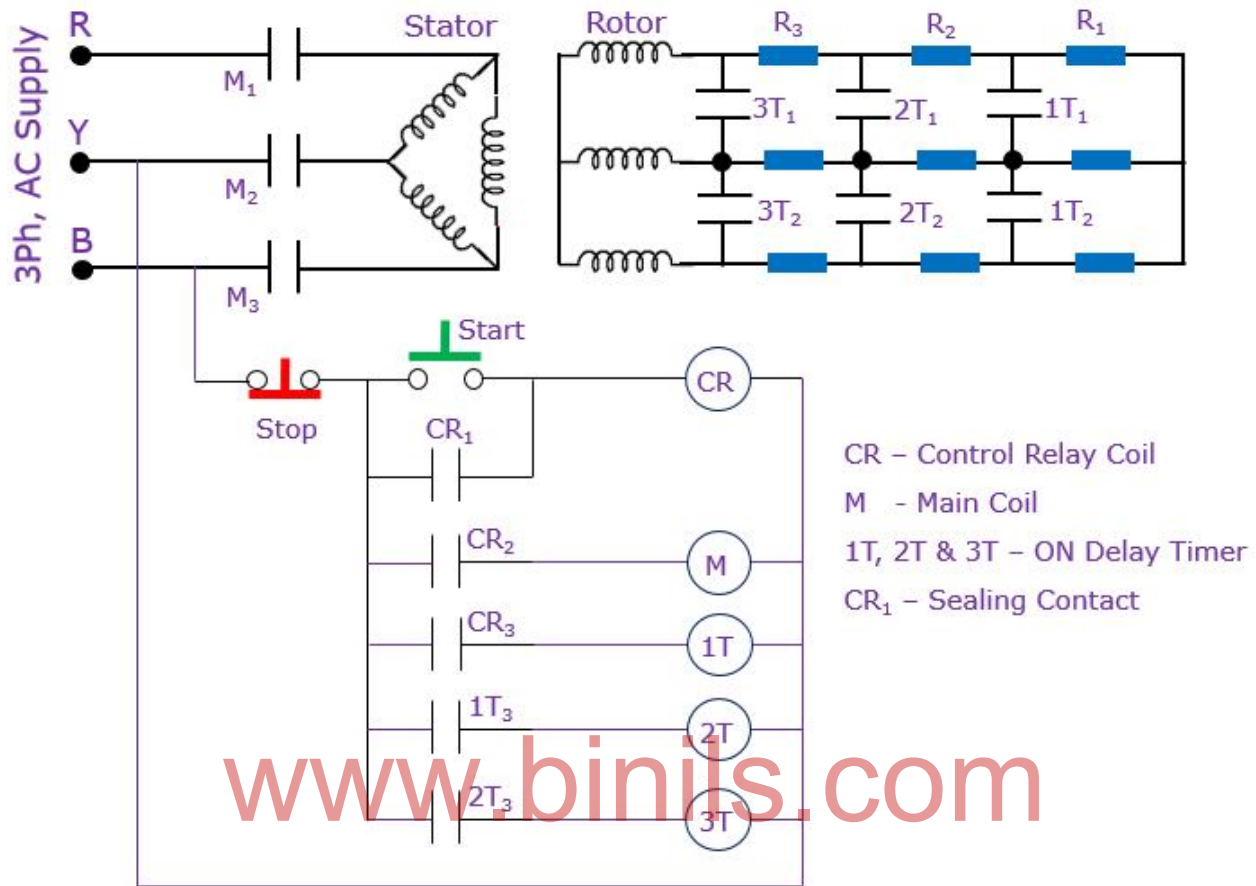 3Ph, AC Supply
R
Stator
Rotor
R₃
R₂
R₁
M₁
3T₁
2T₁
1T₁
Y
M₂
3T₂
2T₂
1T₂
B
M₃
Start
CR
Stop
CR₁
CR – Control Relay Coil
M - Main Coil
1T, 2T & 3T – ON Delay Timer
CR₁ – Sealing Contact
CR₂
M
CR₃
1T
1T₃
2T
www.binils.com
2T₃
3T